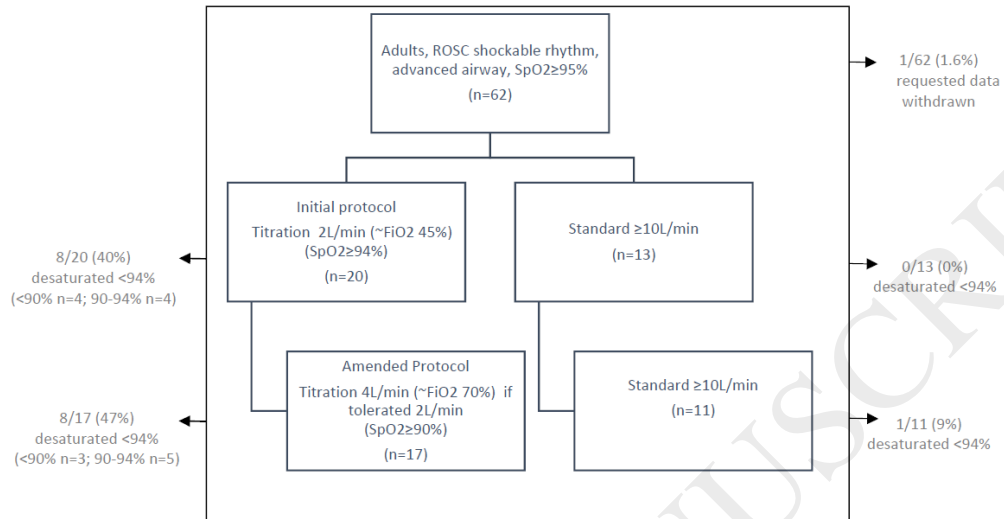 Adults, ROSC shockable rhythm,
advanced airway, SpO2≥95%
(n=62)
1/62 (1.6%)
requested data
withdrawn
Initial protocol
Titration 2L/min (~FiO2 45%)
(SpO2≥94%)
(n=20)
Standard ≥10L/min
(n=13)
8/20 (40%)
desaturated <94%
(<90% n=4; 90-94% n=4)
0/13 (0%)
desaturated <94%
Amended Protocol
Titration 4L/min (~FiO2 70%) if
tolerated 2L/min
(SpO2≥90%)
(n=17)
Standard ≥10L/min
(n=11)
8/17 (47%)
desaturated <94%
(<90% n=3; 90-94% n=5)
1/11 (9%)
desaturated <94%